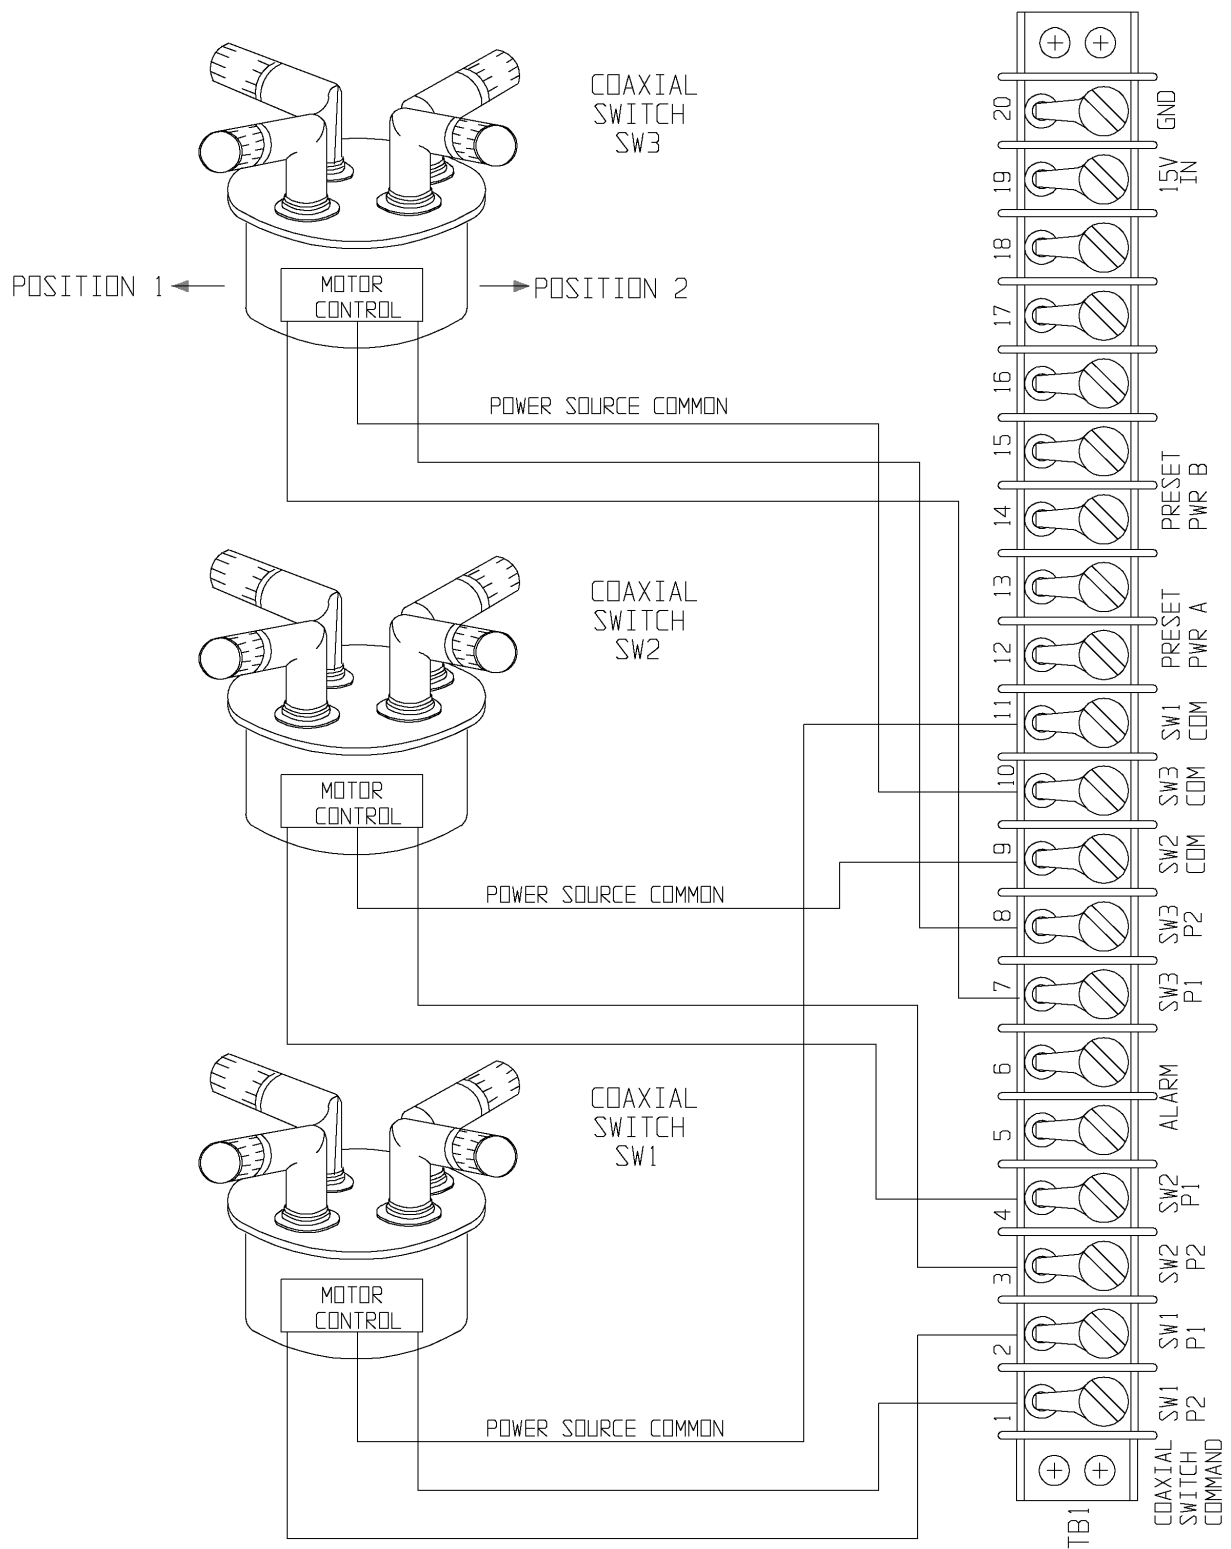 COAXIAL
SWITCH
SW3
POSITION 1
POSITION 2
MOTOR
CONTROL
POWER SOURCE COMMON
COAXIAL
SWITCH
SW2
MOTOR
CONTROL
POWER SOURCE COMMON
COAXIAL
SWITCH
SW1
MOTOR
CONTROL
POWER SOURCE COMMON
20
GND
19
15V
IN
18
17
16
15
14
PRESET
PWR B
13
12
PRESET
PWR A
11
SW1
COM
10
SW3
COM
9
SW2
COM
8
SW3
P2
7
SW3
P1
6
5
ALARM
4
SW2
P1
3
SW2
P2
2
SW1
P1
1
SW1
P2
COAXIAL
SWITCH
COMMAND
TB1